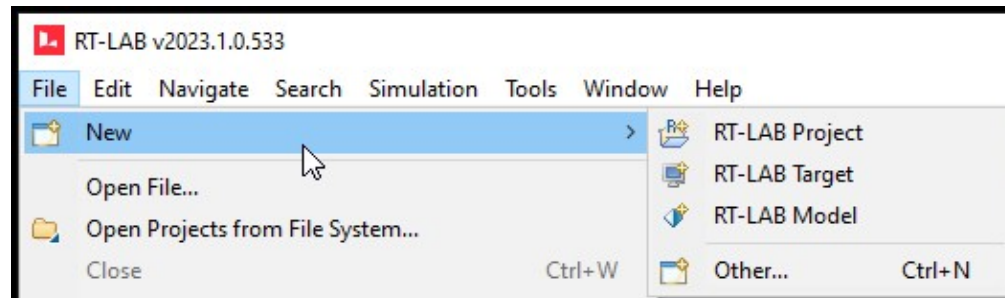 RT-LAB v2023.1.0.533
File Edit Navigate Search Simulation Tools Window Help
New
RT-LAB Project
RT-LAB Target
RT-LAB Model
Other... Ctrl+N
Open File...
Open Projects from File System...
Close Ctrl+W